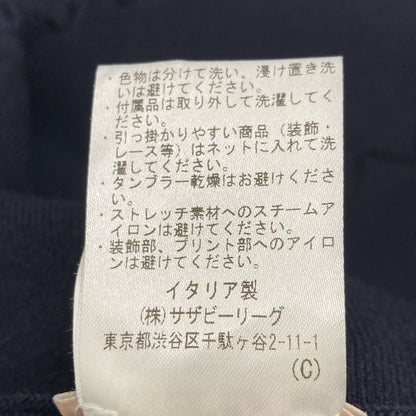 ・色物は分けて洗い、浸け置き洗
いは避けてください。
・付属品は取り外して洗濯してく
ださい。
・引っ掛かりやすい商品（装飾・
レース等）はネットに入れて洗
濯してください。
・タンブラー乾燥はお避けくださ
い。
・ストレッチ素材へのスチームア
イロンは避けてください。
・装飾部、プリント部へのアイロ
ンは避けてください。
イタリア製
(株)サザビーリーグ
東京都渋谷区千駄ヶ谷2-11-1
(C)